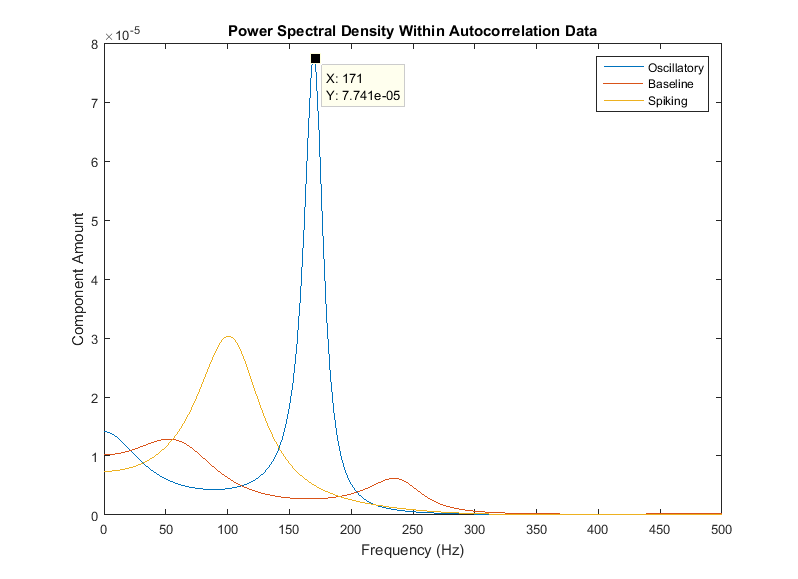 Power Spectral Density Within Autocorrelation Data
×10-5
8
7
6
5
4
3
2
1
0
Component Amount
X: 171
Y: 7.741e-05
Oscillatory
Baseline
Spiking
0 50 100 150 200 250 300 350 400 450 500
Frequency (Hz)